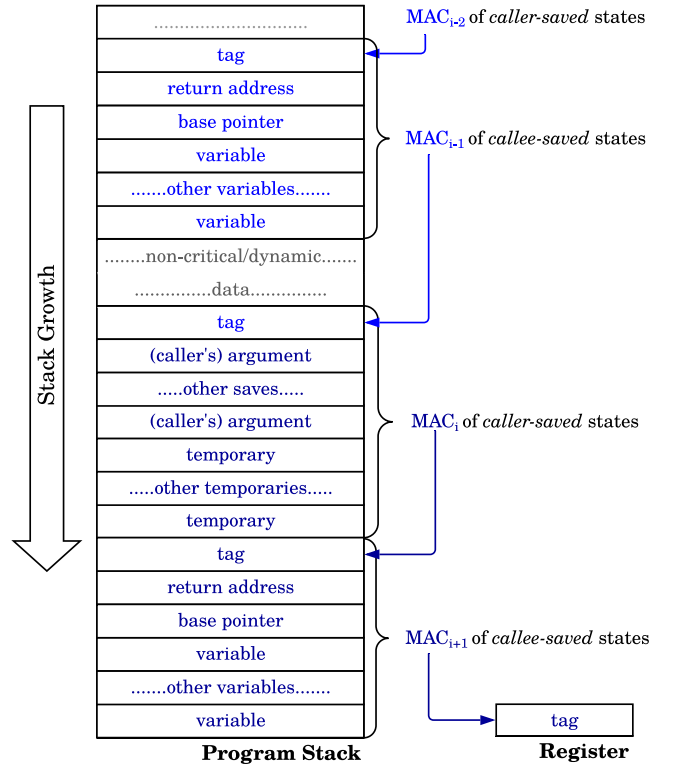 ............................
MACi-2 of caller-saved states
tag
return address
base pointer
MACi-1 of callee-saved states
variable
.......other variables.......
variable
........non-critical/dynamic.......
..............data...............
tag
(caller's) argument
.....other saves.....
(caller's) argument
MACi of caller-saved states
temporary
.....other temporaries.....
temporary
tag
return address
base pointer
MACi+1 of callee-saved states
variable
.......other variables.......
variable
tag
Program Stack
Register
Stack Growth